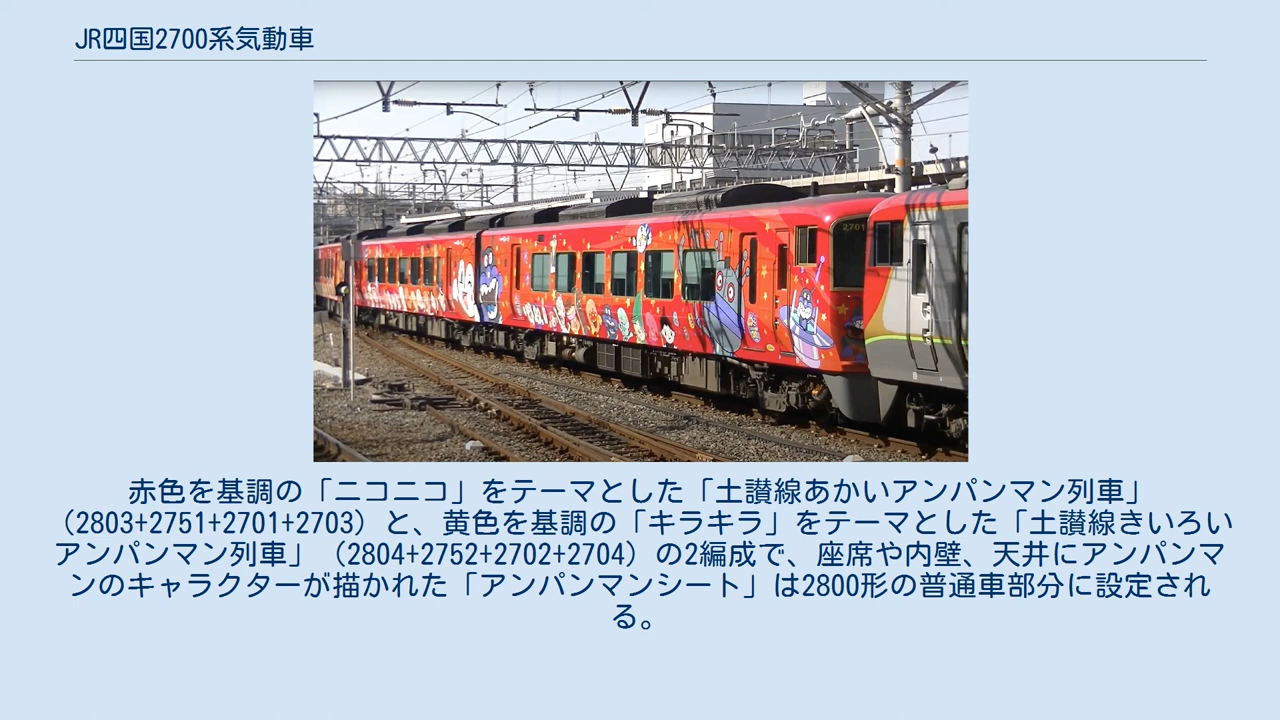 JR四国2700系気動車
2701
赤色を基調の「ニコニコ」をテーマとした「土讃線あかいアンパンマン列車」
（2803+2751+2701+2703）と、黄色を基調の「キラキラ」をテーマとした「土讃線きいろい
アンパンマン列車」（2804+2752+2702+2704）の2編成で、座席や内壁、天井にアンパンマ
ンのキャラクターが描かれた「アンパンマンシート」は2800形の普通車部分に設定され
る。